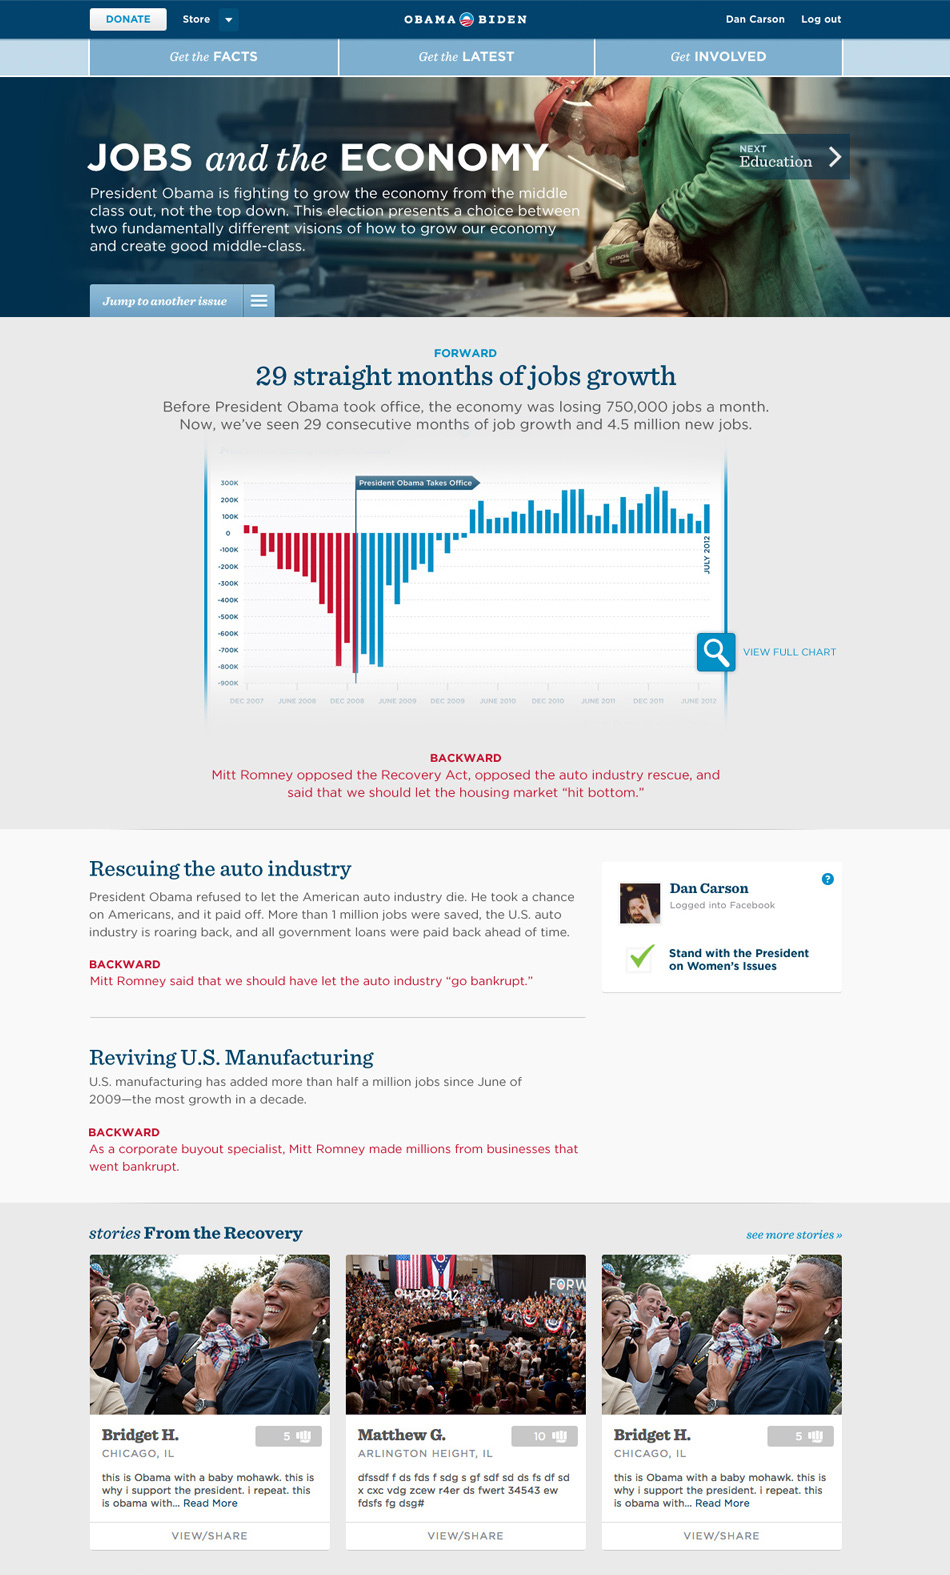 DONATE
Store
OBAMA BIDEN
Dan Carson
Log out
Get the FACTS
Get the LATEST
Get INVOLVED
JOBS and the ECONOMY
President Obama is fighting to grow the economy from the middle
class out, not the top down. This election presents a choice between
two fundamentally different visions of how to grow our economy
and create good middle-class.
NEXT
Education
Jump to another issue
FORWARD
29 straight months of jobs growth
Before President Obama took office, the economy was losing 750,000 jobs a month.
Now, we've seen 29 consecutive months of job growth and 4.5 million new jobs.
President Obama Takes Office
300K
200K
100K
0
-100K
-200K
-300K
-400K
-500K
-600K
-700K
-800K
-900K
JULY 2012
DEC 2007
JUNE 2008
DEC 2008
JUNE 2009
DEC 2009
JUNE 2010
DEC 2010
JUNE 2011
DEC 2011
JUNE 2012
VIEW FULL CHART
BACKWARD
Mitt Romney opposed the Recovery Act, opposed the auto industry rescue, and
said that we should let the housing market “hit bottom.”
Rescuing the auto industry
President Obama refused to let the American auto industry die. He took a chance
on Americans, and it paid off. More than 1 million jobs were saved, the U.S. auto
industry is roaring back, and all government loans were paid back ahead of time.
BACKWARD
Mitt Romney said that we should have let the auto industry “go bankrupt.”
?
Dan Carson
Logged into Facebook
Stand with the President
on Women's Issues
Reviving U.S. Manufacturing
U.S. manufacturing has added more than half a million jobs since June of
2009—the most growth in a decade.
BACKWARD
As a corporate buyout specialist, Mitt Romney made millions from businesses that
went bankrupt.
stories From the Recovery
see more stories »
OHIO 2012
FORW
Bridget H.
5
CHICAGO, IL
this is Obama with a baby mohawk. this is
why i support the president. i repeat. this
is obama with... Read More
VIEW/SHARE
Matthew G.
10
ARLINGTON HEIGHT, IL
dfssdf f ds fds f sdg s gf sdf sd ds fs df sd
x cxc vdg zcew r4er ds fwert 34543 ew
fdsfs fg dsg#
VIEW/SHARE
Bridget H.
5
CHICAGO, IL
this is Obama with a baby mohawk. this is
why i support the president. i repeat. this
is obama with... Read More
VIEW/SHARE